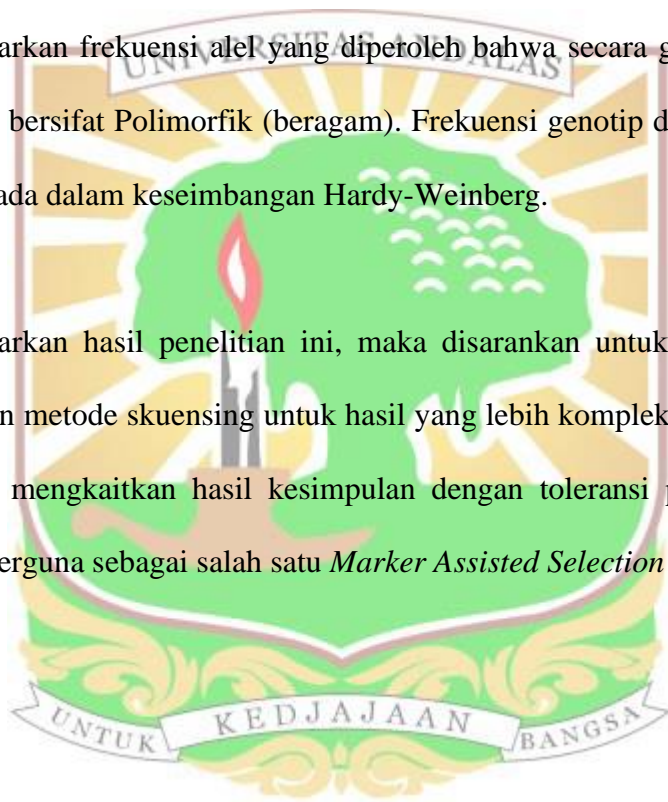 arkan frekuensi alel yang diperoleh bahwa secara g
UNIVERSITAS ANDALAS
bersifat Polimorfik (beragam). Frekuensi genotip d
ada dalam keseimbangan Hardy-Weinberg.
arkan hasil penelitian ini, maka disarankan untuk
n metode skuensing untuk hasil yang lebih komplek
mengkaitkan hasil kesimpulan dengan toleransi p
erguna sebagai salah satu Marker Assisted Selection
UNTUK KEDJAJAAN BANGSA